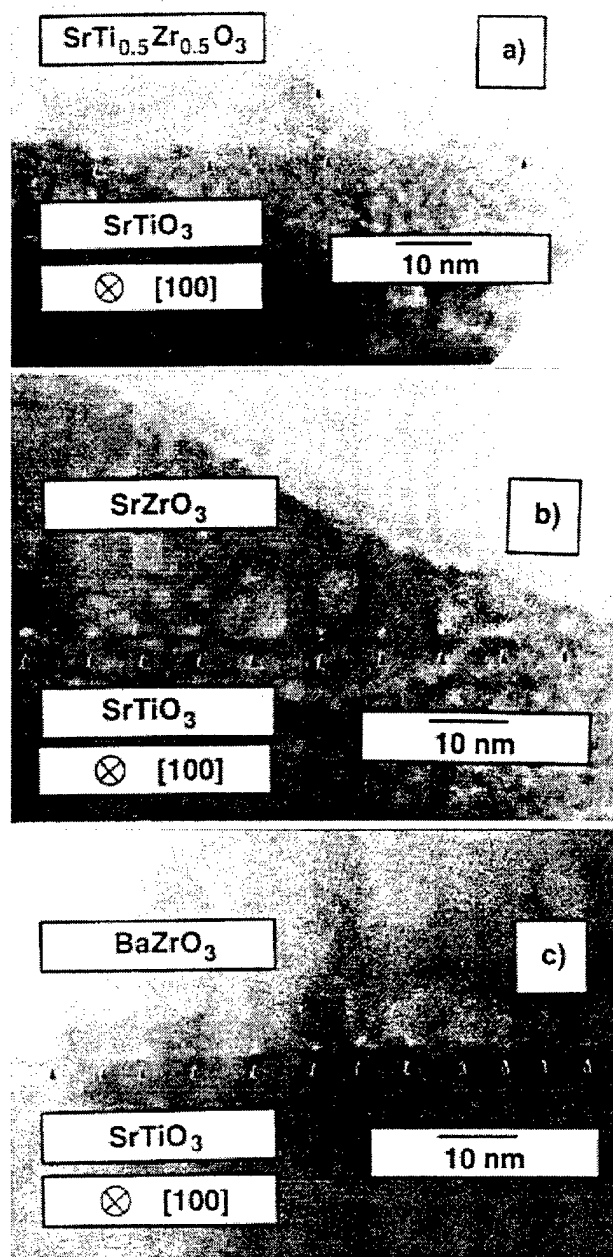 SrTi₀.₅Zr₀.₅O₃
a)
SrTiO₃
10 nm
⊗ [100]
SrZrO₃
b)
SrTiO₃
10 nm
⊗ [100]
BaZrO₃
c)
SrTiO₃
10 nm
⊗ [100]